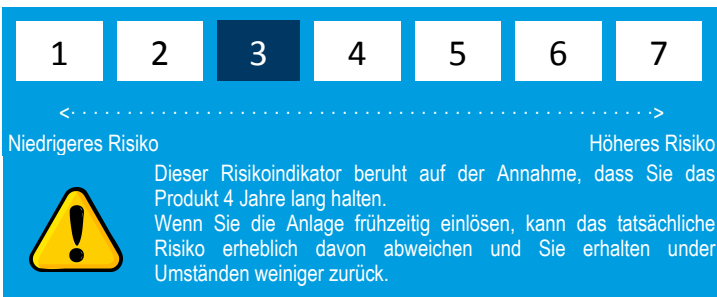 1 2 3 4 5 6 7
Niedrigeres Risiko Höheres Risiko
Dieser Risikoindikator beruht auf der Annahme, dass Sie das
Produkt 4 Jahre lang halten.
Wenn Sie die Anlage frühzeitig einlösen, kann das tatsächliche
Risiko erheblich davon abweichen und Sie erhalten under
Umständen weiniger zurück.